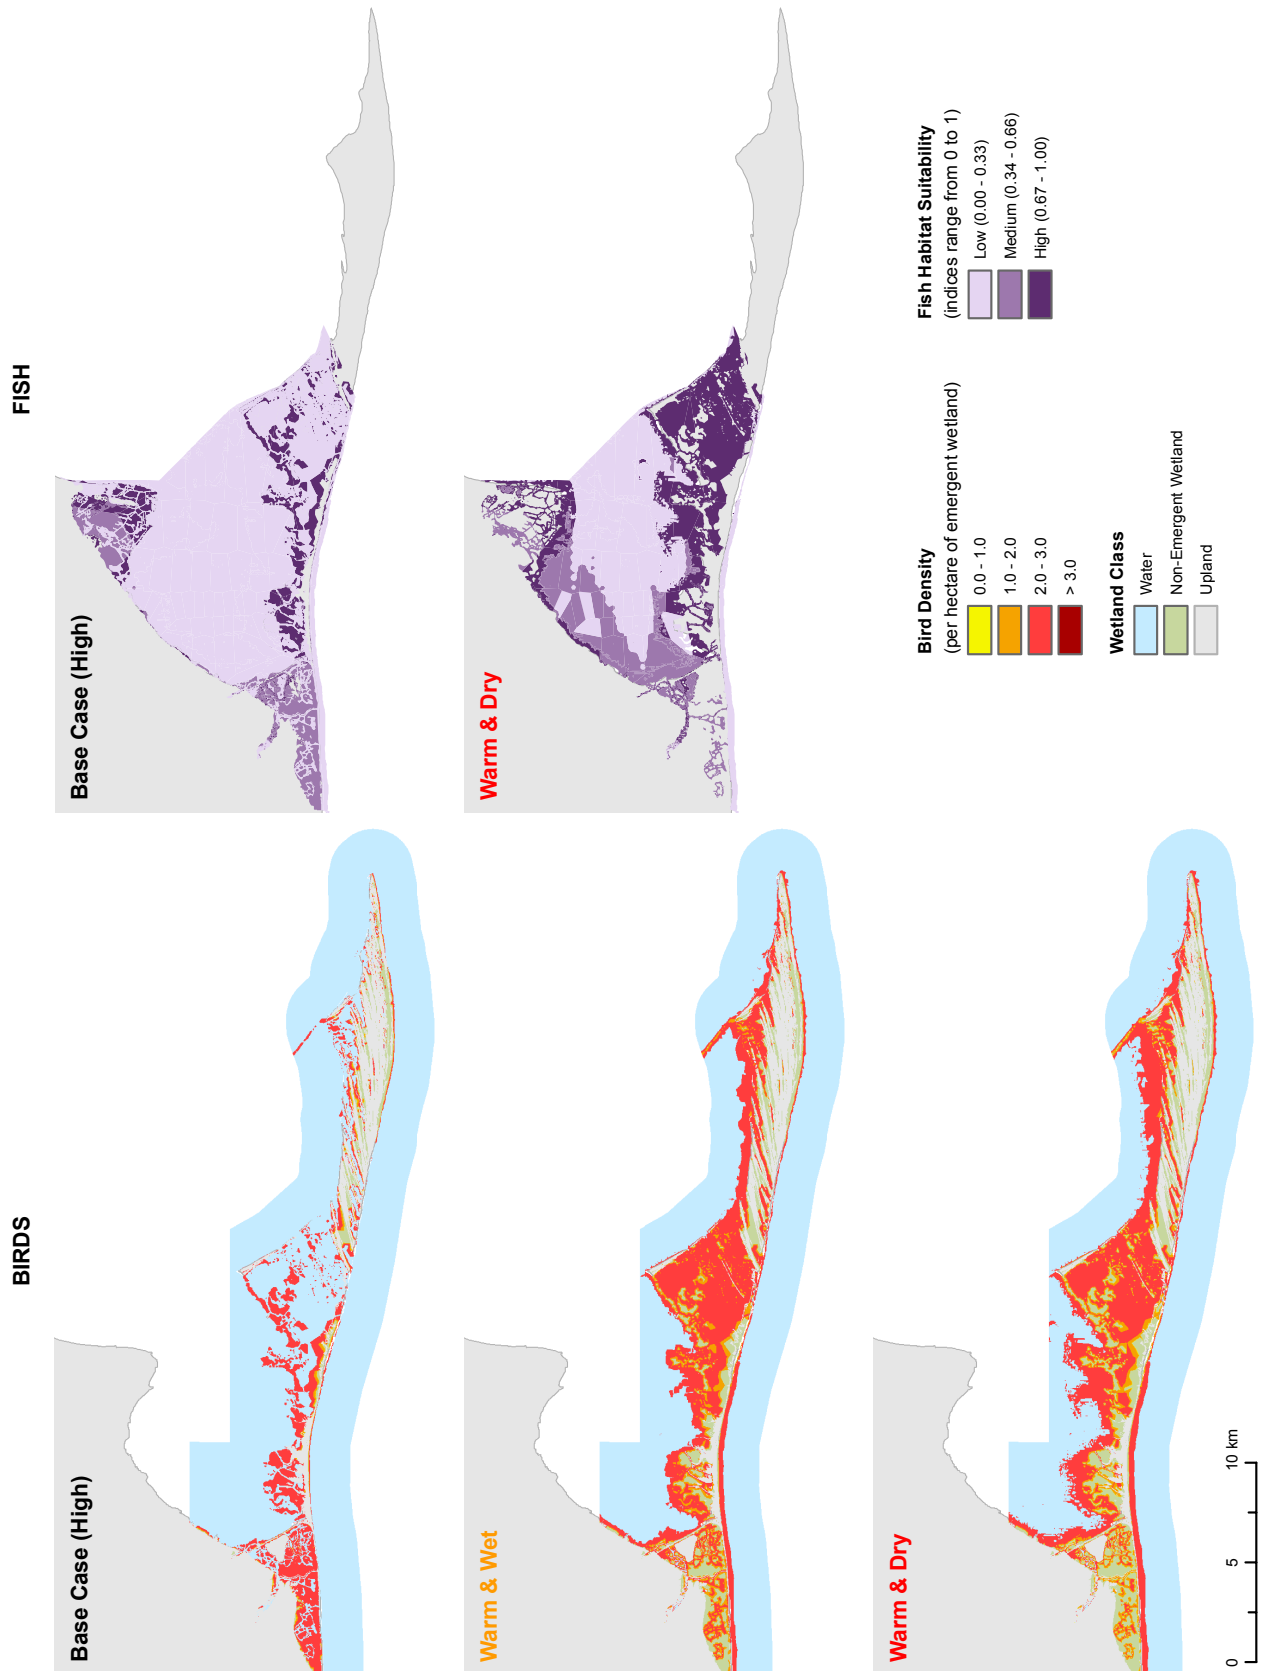 BIRDS
FISH
Base Case (High)
Base Case (High)
Warm & Wet
Warm & Dry
Warm & Dry
Bird Density
(per hectare of emergent wetland)
0.0 - 1.0
1.0 - 2.0
2.0 - 3.0
> 3.0
Wetland Class
Water
Non-Emergent Wetland
Upland
Fish Habitat Suitability
(indices range from 0 to 1)
Low (0.00 - 0.33)
Medium (0.34 - 0.66)
High (0.67 - 1.00)
0 5 10 km